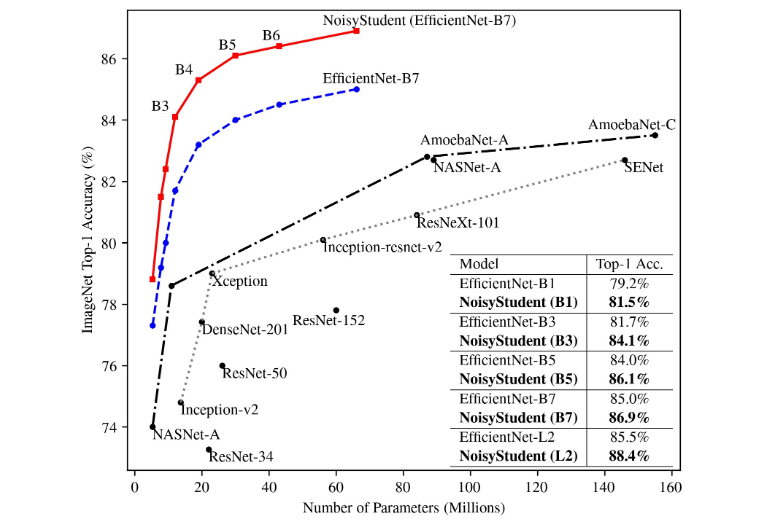 NoisyStudent (EfficientNet-B7)
B6
B5
B4
B3
EfficientNet-B7
AmoebaNet-A
AmoebaNet-C
NASNet-A
SENet
ResNeXt-101
Inception-resnet-v2
Xception
DenseNet-201
ResNet-152
ResNet-50
Inception-v2
NASNet-A
ResNet-34
Model Top-1 Acc.
EfficientNet-B1 79.2%
NoisyStudent (B1) 81.5%
EfficientNet-B3 81.7%
NoisyStudent (B3) 84.1%
EfficientNet-B5 84.0%
NoisyStudent (B5) 86.1%
EfficientNet-B7 85.0%
NoisyStudent (B7) 86.9%
EfficientNet-L2 85.5%
NoisyStudent (L2) 88.4%
ImageNet Top-1 Accuracy (%)
86
84
82
80
78
76
74
0 20 40 60 80 100 120 140 160
Number of Parameters (Millions)